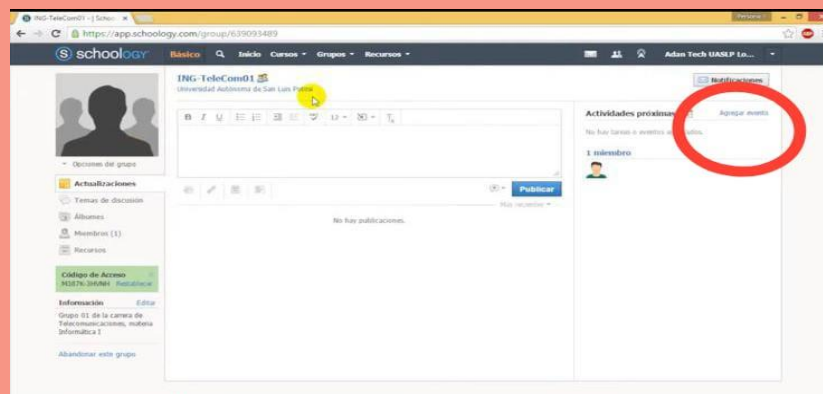 ING-TeleCom01 - | Schoo
https://app.schoology.com/group/639093489
S schoology Básico Inicio Cursos Grupos Recursos Adan Tech UASLP Lo...
ING-TeleCom01
Universidad Autónoma de San Luis Potosí
Notificaciones
B I U 12
Actividades próximas Agregar evento
No hay tareas o eventos
1 miembro
Opciones del grupo
Actualizaciones
Temas de discusión
Álbumes
Miembros (1)
Recursos
Publicar
Más reciente
No hay publicaciones.
Código de Acceso
Restablecer
Información Editar
Grupo 01 de la carrera de
Telecomunicaciones, materia
Informática I
Abandonar este grupo